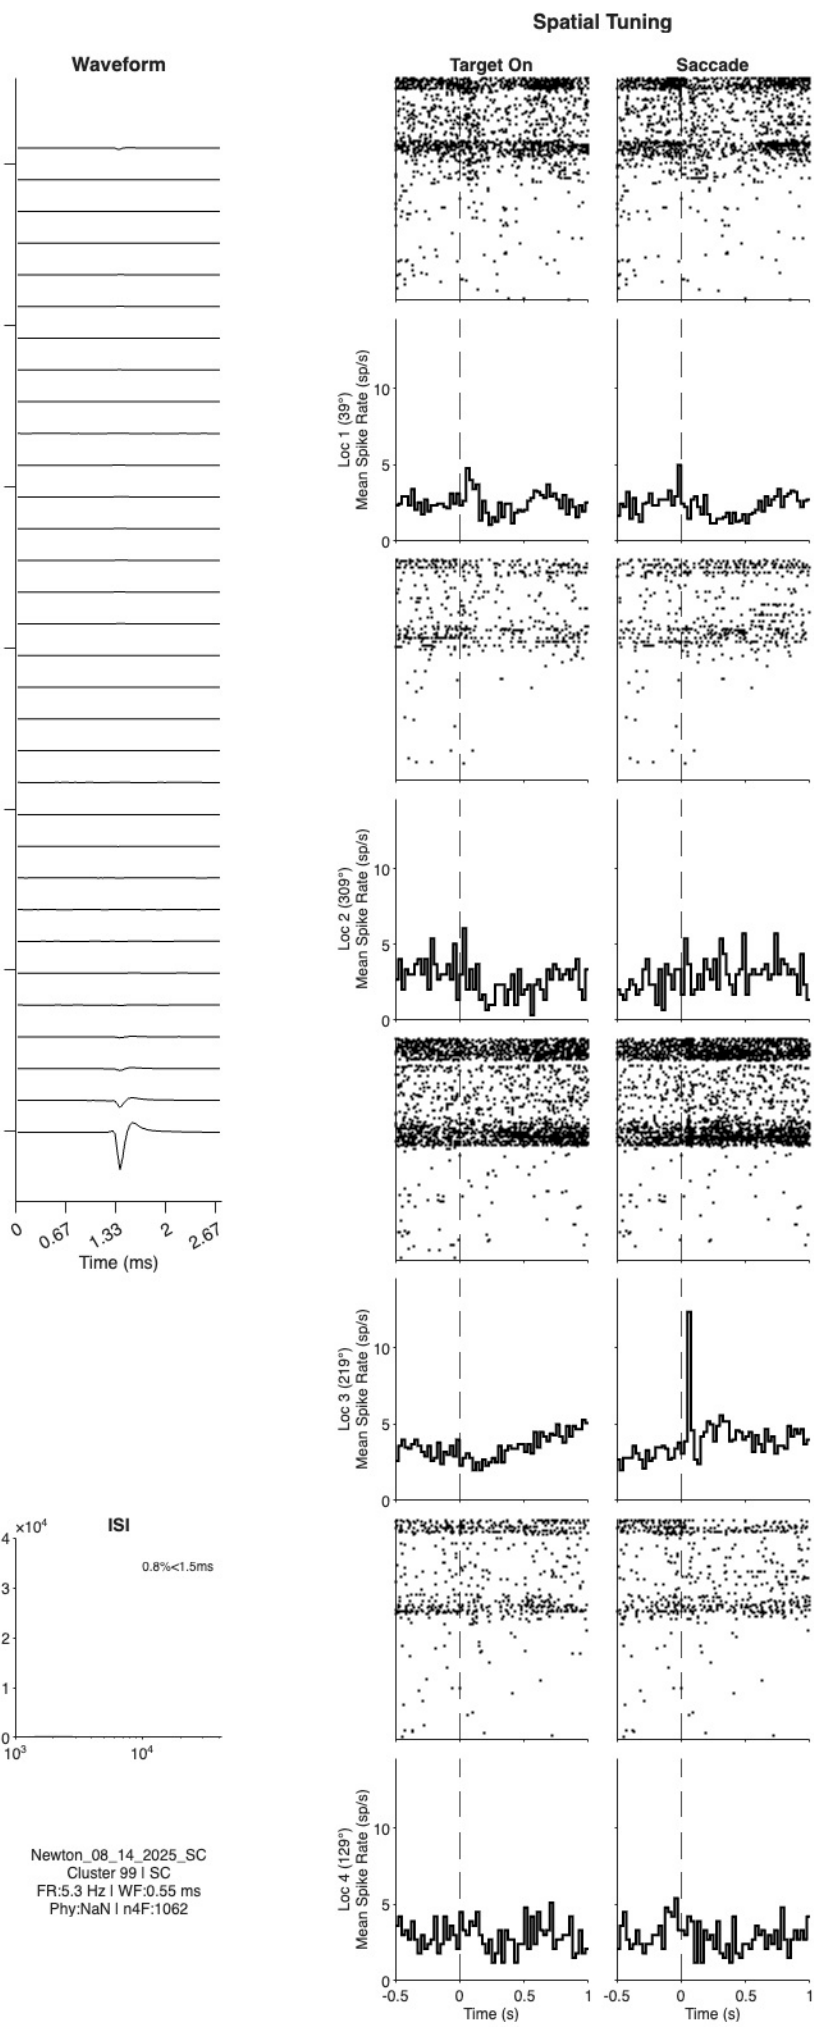 Spatial Tuning
Waveform
Target On
Saccade
10
5
0
Loc 1 (39°)
Mean Spike Rate (sp/s)
10
5
0
Loc 2 (309°)
Mean Spike Rate (sp/s)
0
0.67
1.33
2
2.67
Time (ms)
10
5
0
Loc 3 (219°)
Mean Spike Rate (sp/s)
ISI
×10⁴
0.8%<1.5ms
4
3
2
1
0
10³
10⁴
Newton_08_14_2025_SC
Cluster 99 | SC
FR:5.3 Hz | WF:0.55 ms
Phy:NaN | n4F:1062
10
5
0
Loc 4 (129°)
Mean Spike Rate (sp/s)
-0.5 0 0.5 1
Time (s)
-0.5 0 0.5 1
Time (s)